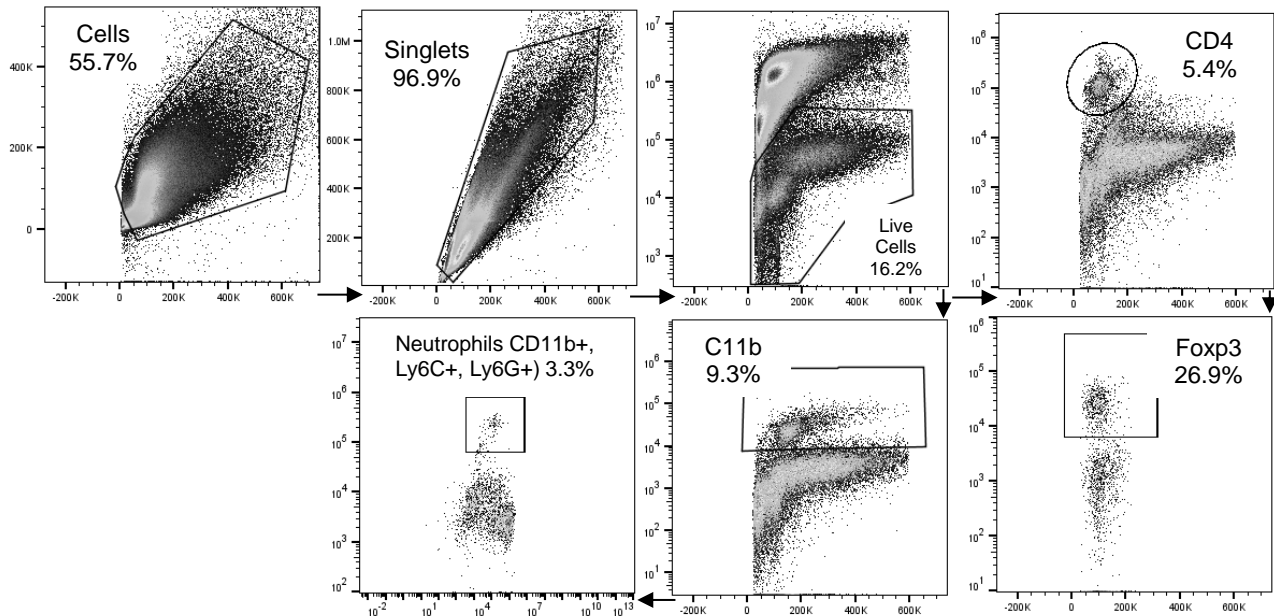 Cells
55.7%
400K
200K
0
-200K 0 200K 400K 600K
Singlets
96.9%
1.0M
800K
600K
400K
200K
-200K 0 200K 400K 600K
10⁷
10⁶
10⁵
10⁴
10³
Live
Cells
16.2%
-200K 0 200K 400K 600K
CD4
5.4%
10⁶
10⁵
10⁴
10³
10²
10¹
-200K 0 200K 400K 600K
Neutrophils CD11b+,
Ly6C+, Ly6G+) 3.3%
10⁷
10⁶
10⁵
10⁴
10³
10²
10⁻² 10¹ 10⁴ 10⁷ 10¹⁰ 10¹³
C11b
9.3%
10⁶
10⁵
10⁴
10³
10²
10¹
-200K 0 200K 400K 600K
Foxp3
26.9%
10⁶
10⁵
10⁴
10³
10²
10¹
-200K 0 200K 400K 600K